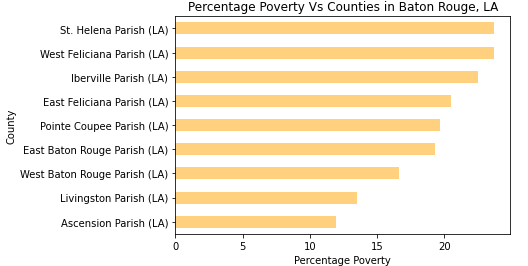 Percentage Poverty Vs Counties in Baton Rouge, LA
St. Helena Parish (LA)
West Feliciana Parish (LA)
Iberville Parish (LA)
East Feliciana Parish (LA)
Pointe Coupee Parish (LA)
East Baton Rouge Parish (LA)
West Baton Rouge Parish (LA)
Livingston Parish (LA)
Ascension Parish (LA)
County
0 5 10 15 20
Percentage Poverty